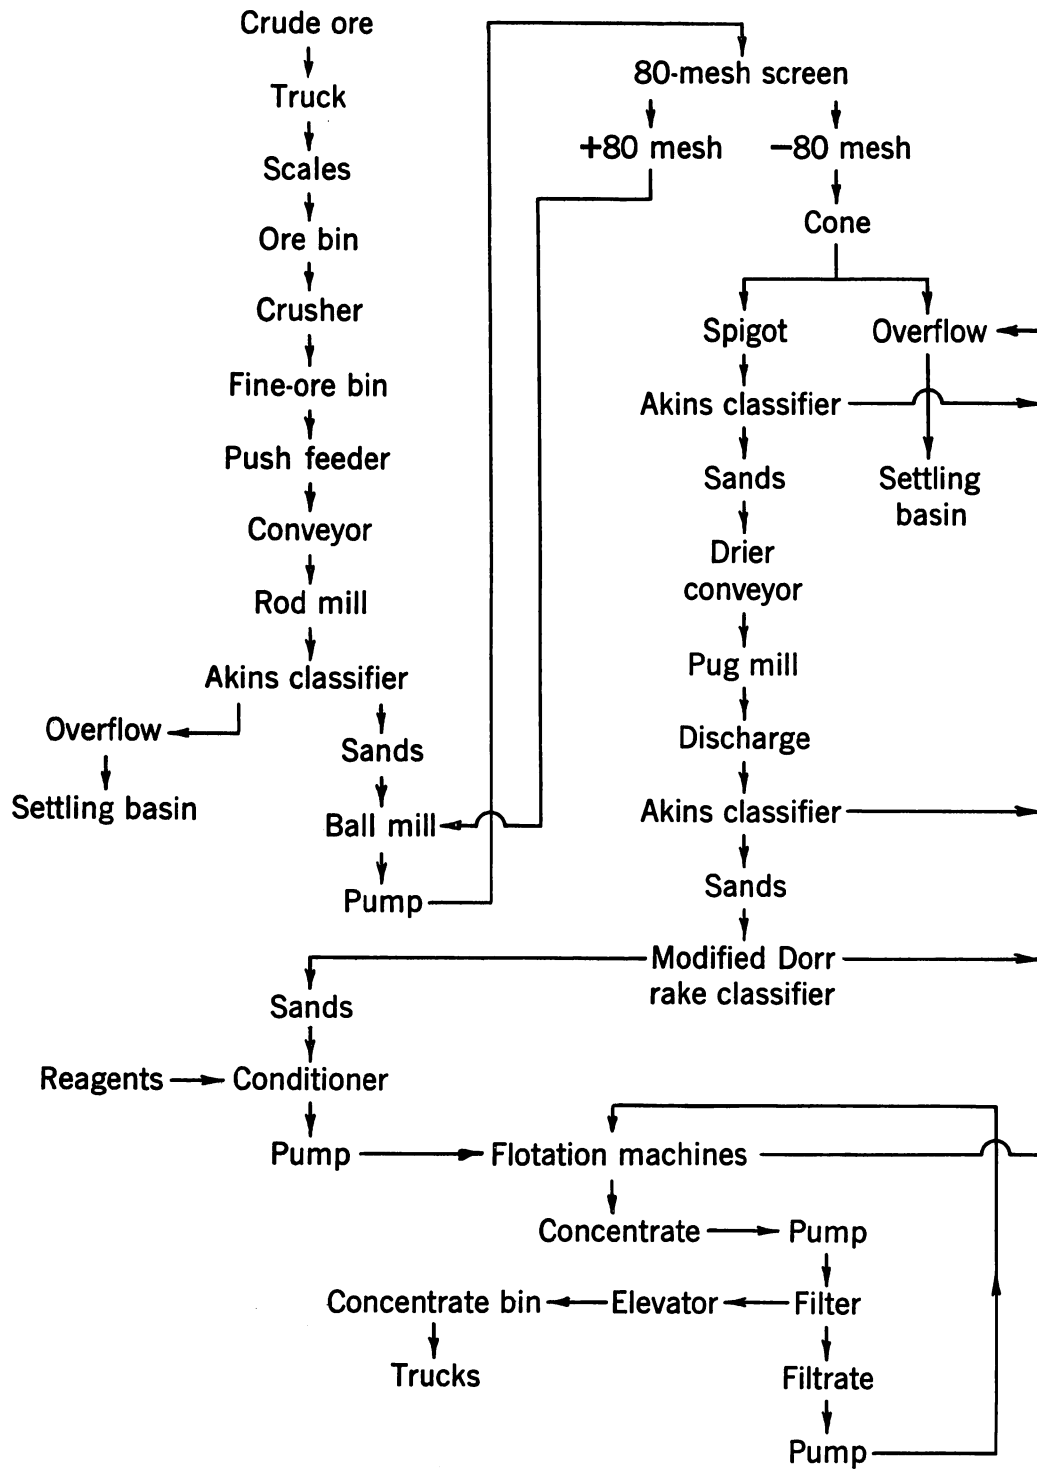 Crude ore
Truck
Scales
Ore bin
Crusher
Fine-ore bin
Push feeder
Conveyor
Rod mill
Akins classifier
Overflow
Settling basin
Sands
Ball mill
Pump
80-mesh screen
+80 mesh
−80 mesh
Cone
Spigot
Overflow
Akins classifier
Sands
Settling
basin
Drier
conveyor
Pug mill
Discharge
Akins classifier
Sands
Modified Dorr
rake classifier
Sands
Reagents
Conditioner
Pump
Flotation machines
Concentrate
Pump
Concentrate bin
Elevator
Filter
Trucks
Filtrate
Pump